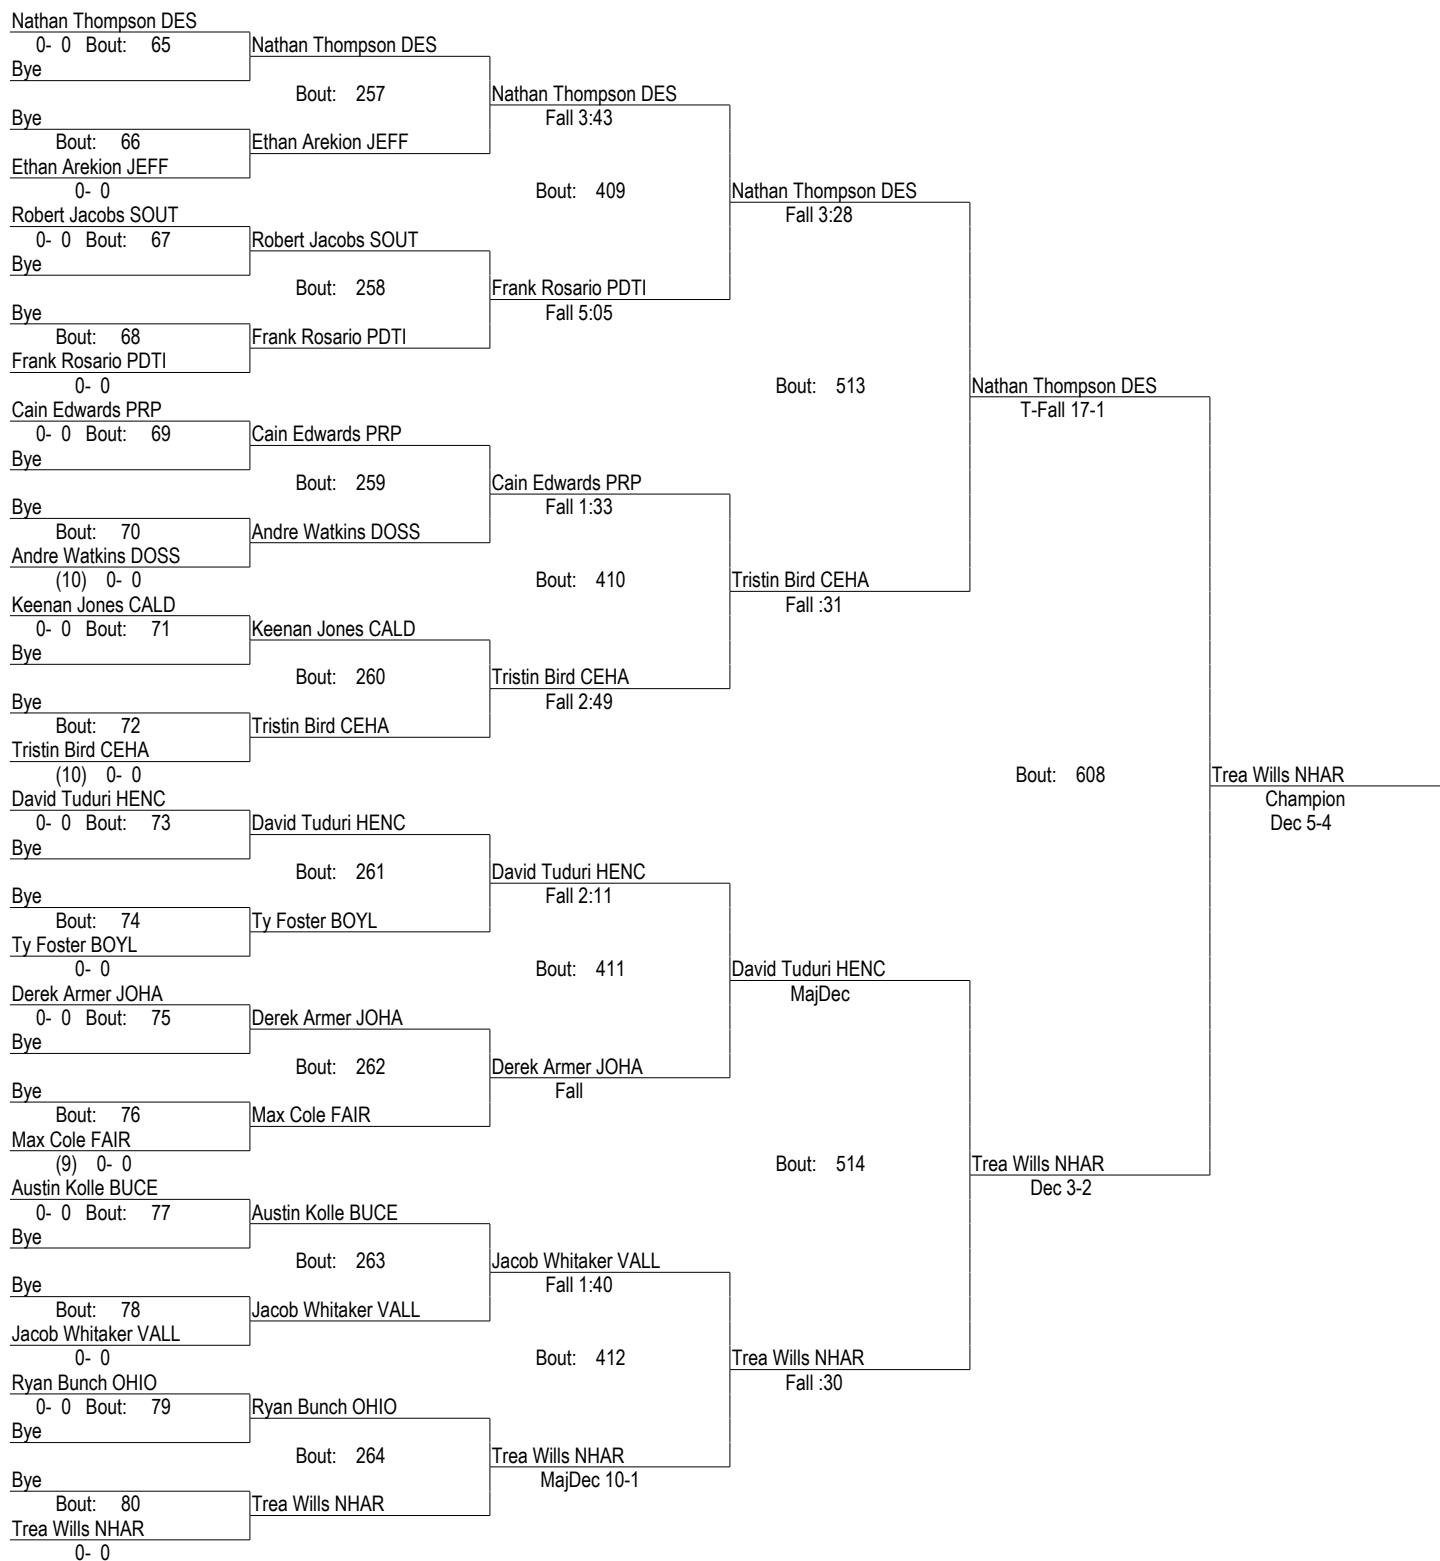 Nathan Thompson DES
0- 0 Bout: 65
Nathan Thompson DES
Bye
Bout: 257
Nathan Thompson DES
Bye
Fall 3:43
Bout: 66
Ethan Arekion JEFF
Ethan Arekion JEFF
0- 0
Bout: 409
Nathan Thompson DES
Robert Jacobs SOUT
Fall 3:28
0- 0 Bout: 67
Robert Jacobs SOUT
Bye
Bout: 258
Frank Rosario PDTI
Bye
Fall 5:05
Bout: 68
Frank Rosario PDTI
Frank Rosario PDTI
0- 0
Bout: 513
Nathan Thompson DES
Cain Edwards PRP
T-Fall 17-1
0- 0 Bout: 69
Cain Edwards PRP
Bye
Bout: 259
Cain Edwards PRP
Bye
Fall 1:33
Bout: 70
Andre Watkins DOSS
Andre Watkins DOSS
(10) 0- 0
Bout: 410
Tristin Bird CEHA
Keenan Jones CALD
Fall :31
0- 0 Bout: 71
Keenan Jones CALD
Bye
Bout: 260
Tristin Bird CEHA
Bye
Fall 2:49
Bout: 72
Tristin Bird CEHA
Tristin Bird CEHA
(10) 0- 0
Bout: 608
Trea Wills NHAR
David Tuduri HENC
Champion
0- 0 Bout: 73
David Tuduri HENC
Dec 5-4
Bye
Bout: 261
David Tuduri HENC
Bye
Fall 2:11
Bout: 74
Ty Foster BOYL
Ty Foster BOYL
0- 0
Bout: 411
David Tuduri HENC
Derek Armer JOHA
MajDec
0- 0 Bout: 75
Derek Armer JOHA
Bye
Bout: 262
Derek Armer JOHA
Bye
Fall
Bout: 76
Max Cole FAIR
Max Cole FAIR
(9) 0- 0
Bout: 514
Trea Wills NHAR
Austin Kolle BUCE
Dec 3-2
0- 0 Bout: 77
Austin Kolle BUCE
Bye
Bout: 263
Jacob Whitaker VALL
Bye
Fall 1:40
Bout: 78
Jacob Whitaker VALL
Jacob Whitaker VALL
0- 0
Bout: 412
Trea Wills NHAR
Ryan Bunch OHIO
Fall :30
0- 0 Bout: 79
Ryan Bunch OHIO
Bye
Bout: 264
Trea Wills NHAR
Bye
MajDec 10-1
Bout: 80
Trea Wills NHAR
Trea Wills NHAR
0- 0